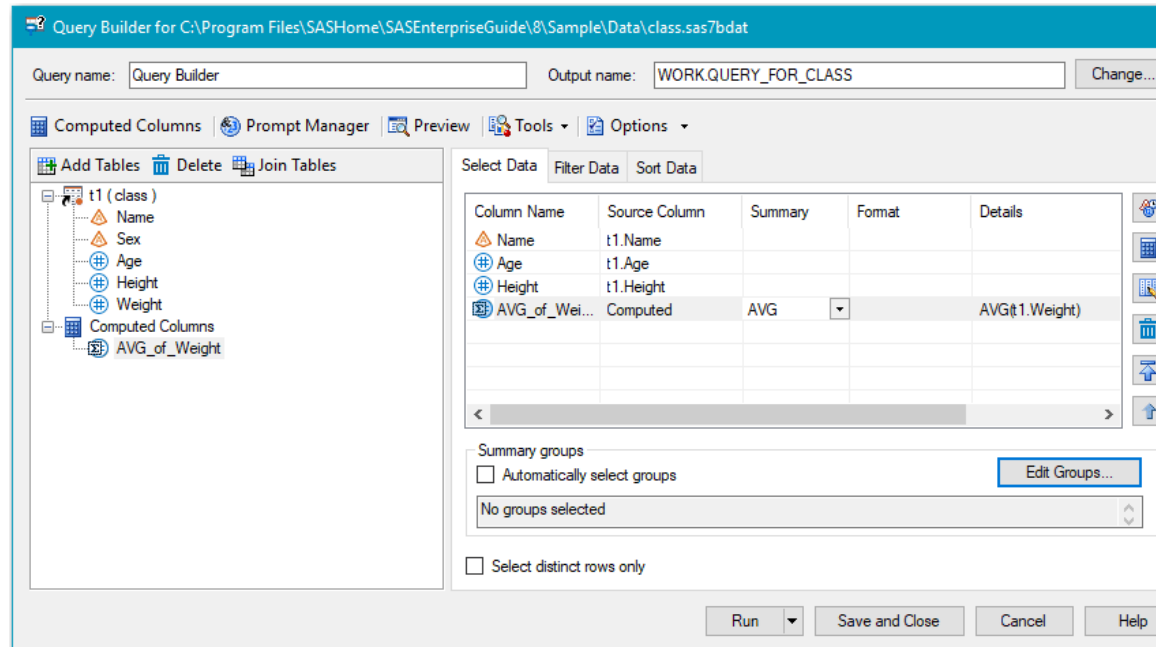 Query Builder for C:\Program Files\SASHome\SASEnterpriseGuide\8\Sample\Data\class.sas7bdat
Query name: Query Builder Output name: WORK.QUERY_FOR_CLASS Change...
Computed Columns Prompt Manager Preview Tools Options
Add Tables Delete Join Tables
t1 ( class )
Name
Sex
Age
Height
Weight
Computed Columns
AVG_of_Weight
Select Data Filter Data Sort Data
Column Name Source Column Summary Format Details
Name t1.Name
Age t1.Age
Height t1.Height
AVG_of_Wei... Computed AVG AVG(t1.Weight)
Summary groups
Automatically select groups Edit Groups...
No groups selected
Select distinct rows only
Run Save and Close Cancel Help